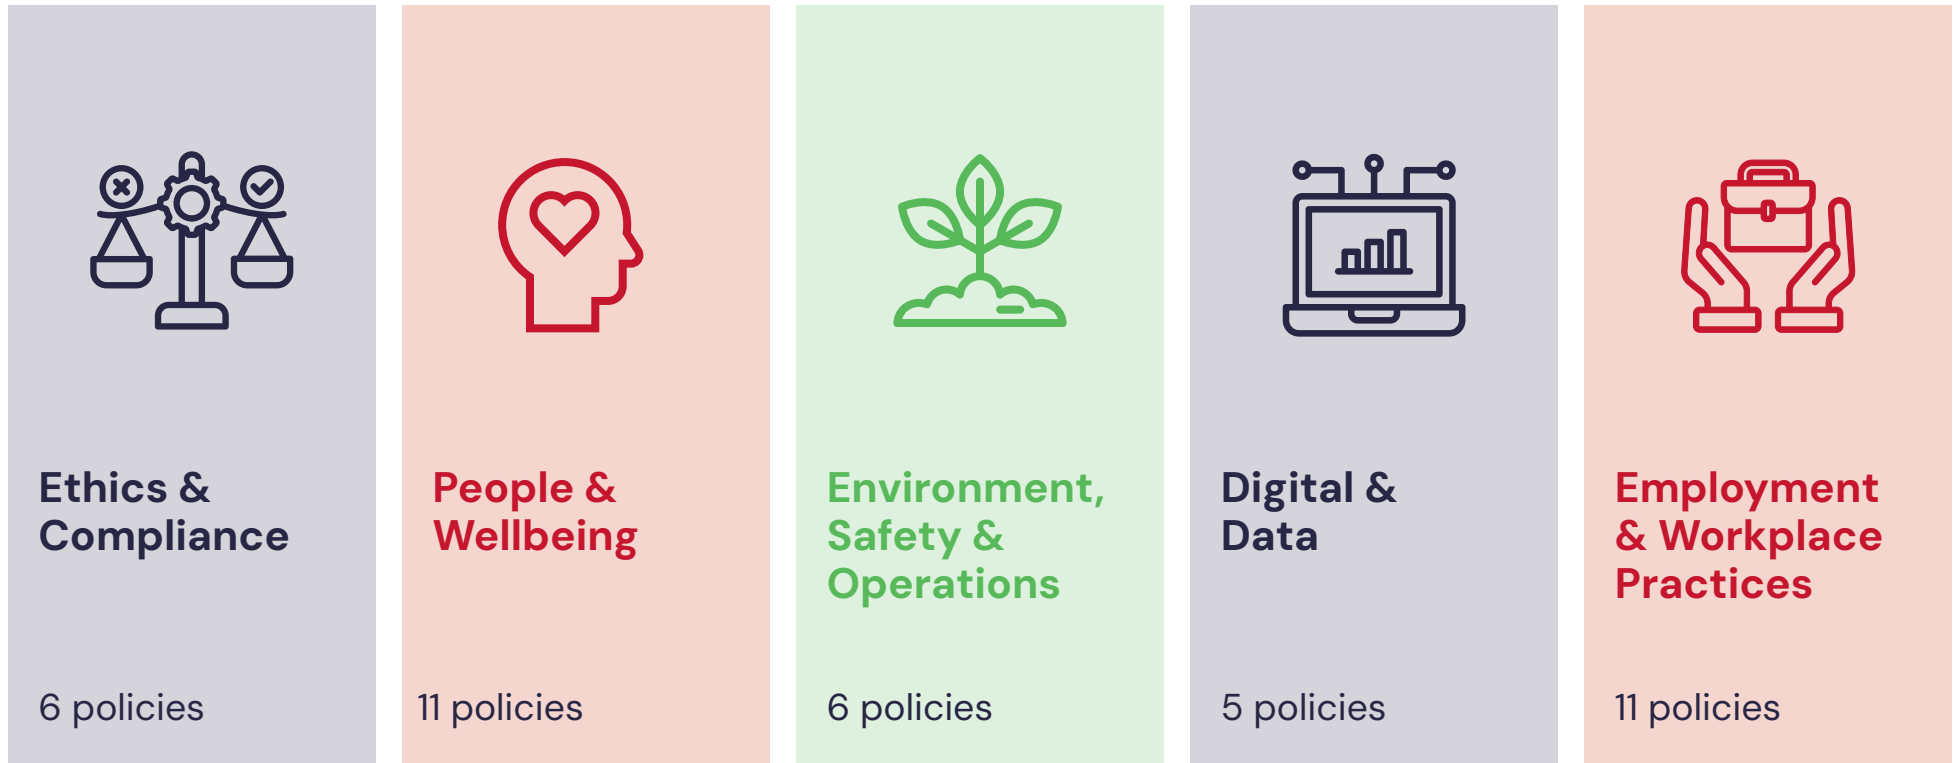 Ethics &
Compliance
6 policies
People &
Wellbeing
11 policies
Environment,
Safety &
Operations
6 policies
Digital &
Data
5 policies
Employment
& Workplace
Practices
11 policies